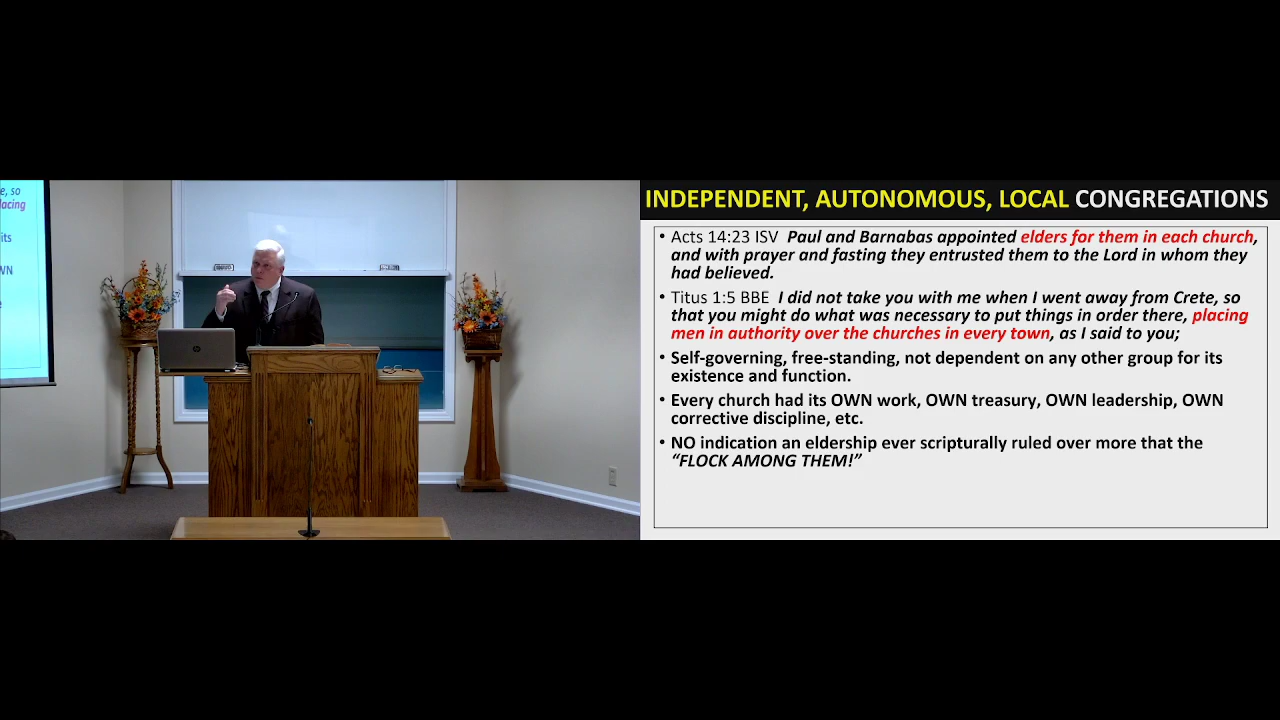 e, so
lacing
its
WN
e
INDEPENDENT, AUTONOMOUS, LOCAL CONGREGATIONS
• Acts 14:23 ISV Paul and Barnabas appointed elders for them in each church,
and with prayer and fasting they entrusted them to the Lord in whom they
had believed.
• Titus 1:5 BBE I did not take you with me when I went away from Crete, so
that you might do what was necessary to put things in order there, placing
men in authority over the churches in every town, as I said to you;
• Self-governing, free-standing, not dependent on any other group for its
existence and function.
• Every church had its OWN work, OWN treasury, OWN leadership, OWN
corrective discipline, etc.
• NO indication an eldership ever scripturally ruled over more that the
“FLOCK AMONG THEM!”